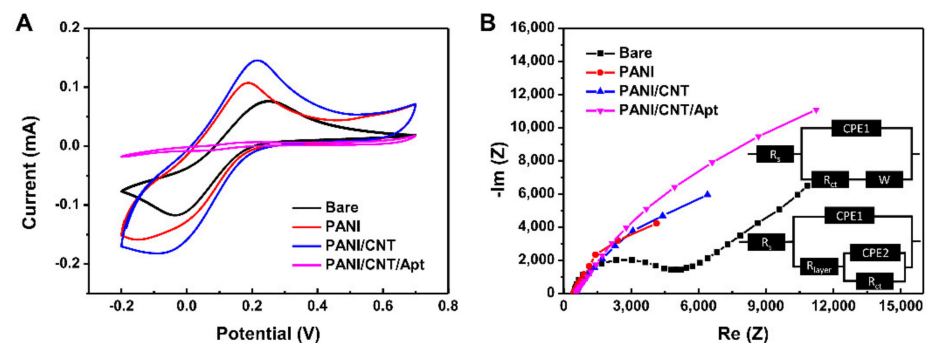 A
0.2
0.1
0.0
-0.1
-0.2
Current (mA)
-0.2
0.0
0.2
0.4
0.6
0.8
Potential (V)
Bare
PANI
PANI/CNT
PANI/CNT/Apt
B
16,000
14,000
12,000
10,000
8,000
6,000
4,000
2,000
0
-Im (Z)
0
3,000
6,000
9,000
12,000
15,000
Re (Z)
Bare
PANI
PANI/CNT
PANI/CNT/Apt
CPE1
Rs
Rct
W
CPE1
Rs
CPE2
Rlayer
Rct